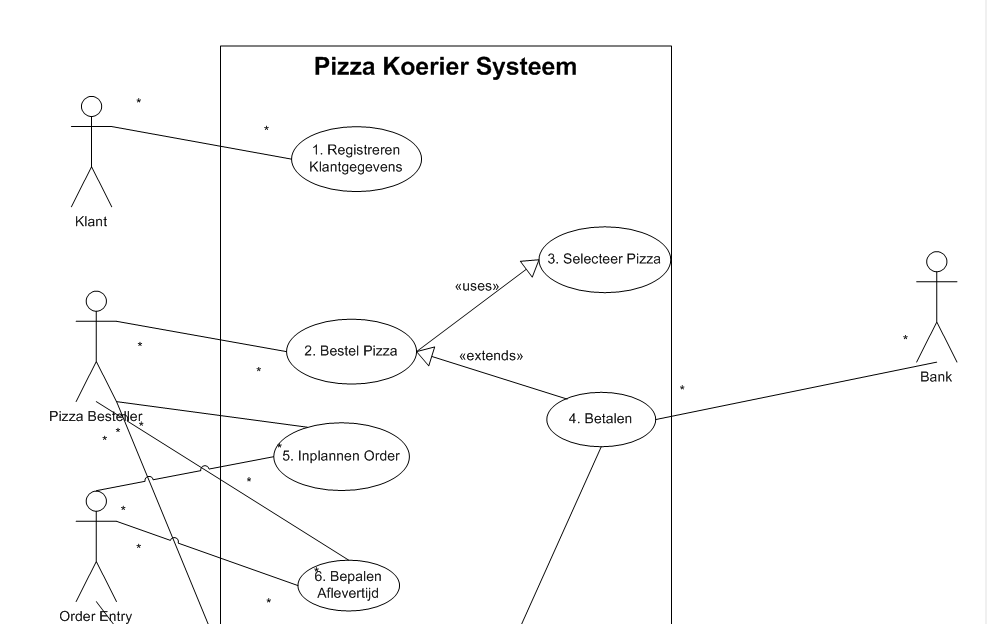 Pizza Koerier Systeem
*
*
1. Registreren
Klantgegevens
Klant
3. Selecteer Pizza
«uses»
*
2. Bestel Pizza
*
«extends»
*
Bank
*
4. Betalen
Pizza Besteller
*
*
*
*
5. Inplannen Order
*
*
*
*
6. Bepalen
Aflevertijd
*
Order Entry